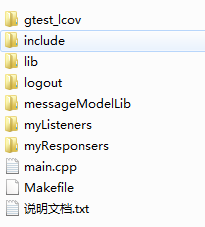 gtest_lcov
include
lib
logout
messageModelLib
myListeners
myResponsers
main.cpp
Makefile
说明文档.txt